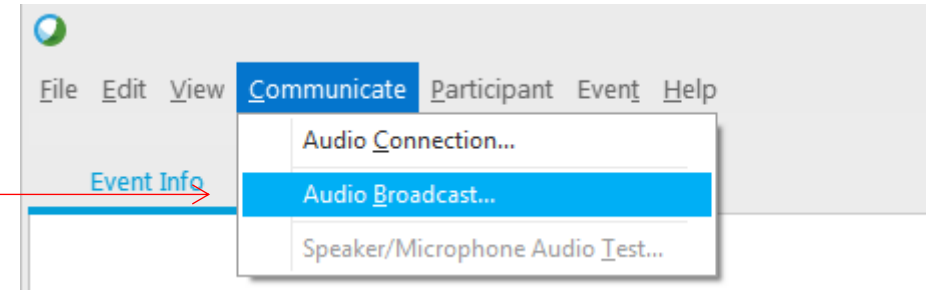 File Edit View Communicate Participant Event Help
Audio Connection...
Event Info
Audio Broadcast...
Speaker/Microphone Audio Test...